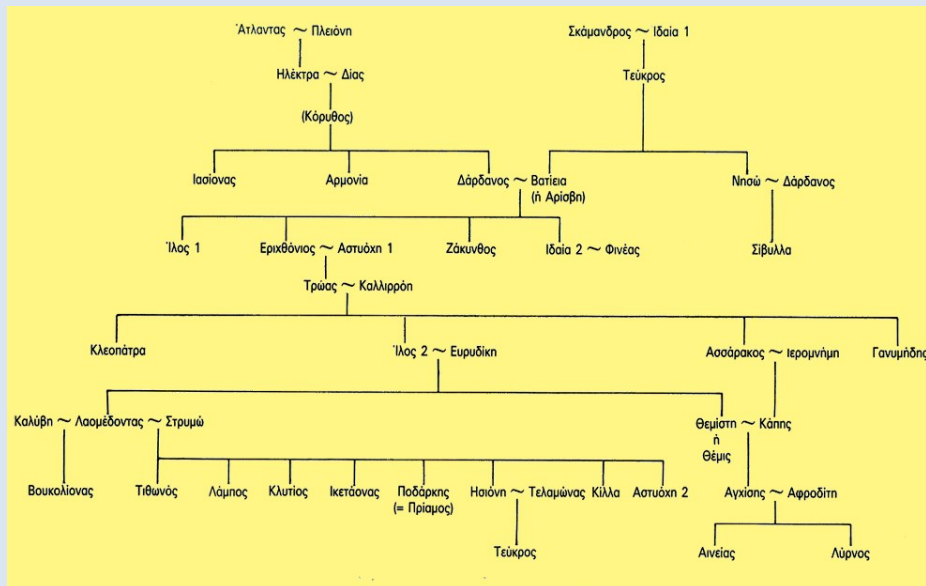 Άτλαντας ~ Πλειόνη Σκάμανδρος ~ Ιδαία 1
Ηλέκτρα ~ Δίας Τεύκρος
(Κόρυθος)
Ιασίονας Αρμονία Δάρδανος ~ Βατίεια Νησώ ~ Δάρδανος
(ή Αρίσβη)
Ίλος 1 Εριχθόνιος ~ Αστυόχη 1 Ζάκυνθος Ιδαία 2 ~ Φινέας Σίβυλλα
Τρώας ~ Καλλιρρόη
Κλεοπάτρα Ίλος 2 ~ Ευρυδίκη Ασσάρακος ~ Ιερομνήμη Γανυμήδης
Καλύβη ~ Λαομέδοντας ~ Στρυμώ Θεμίστη ~ Κάπης
ή
Θέμις
Βουκολίονας Τιθωνός Λάμπος Κλυτίος Ικετάονας Ποδάρκης Ησιόνη ~ Τελαμώνας Κίλλα Αστυόχη 2 Αγχίσης ~ Αφροδίτη
(= Πρίαμος)
Τεύκρος Αινείας Λύρνος